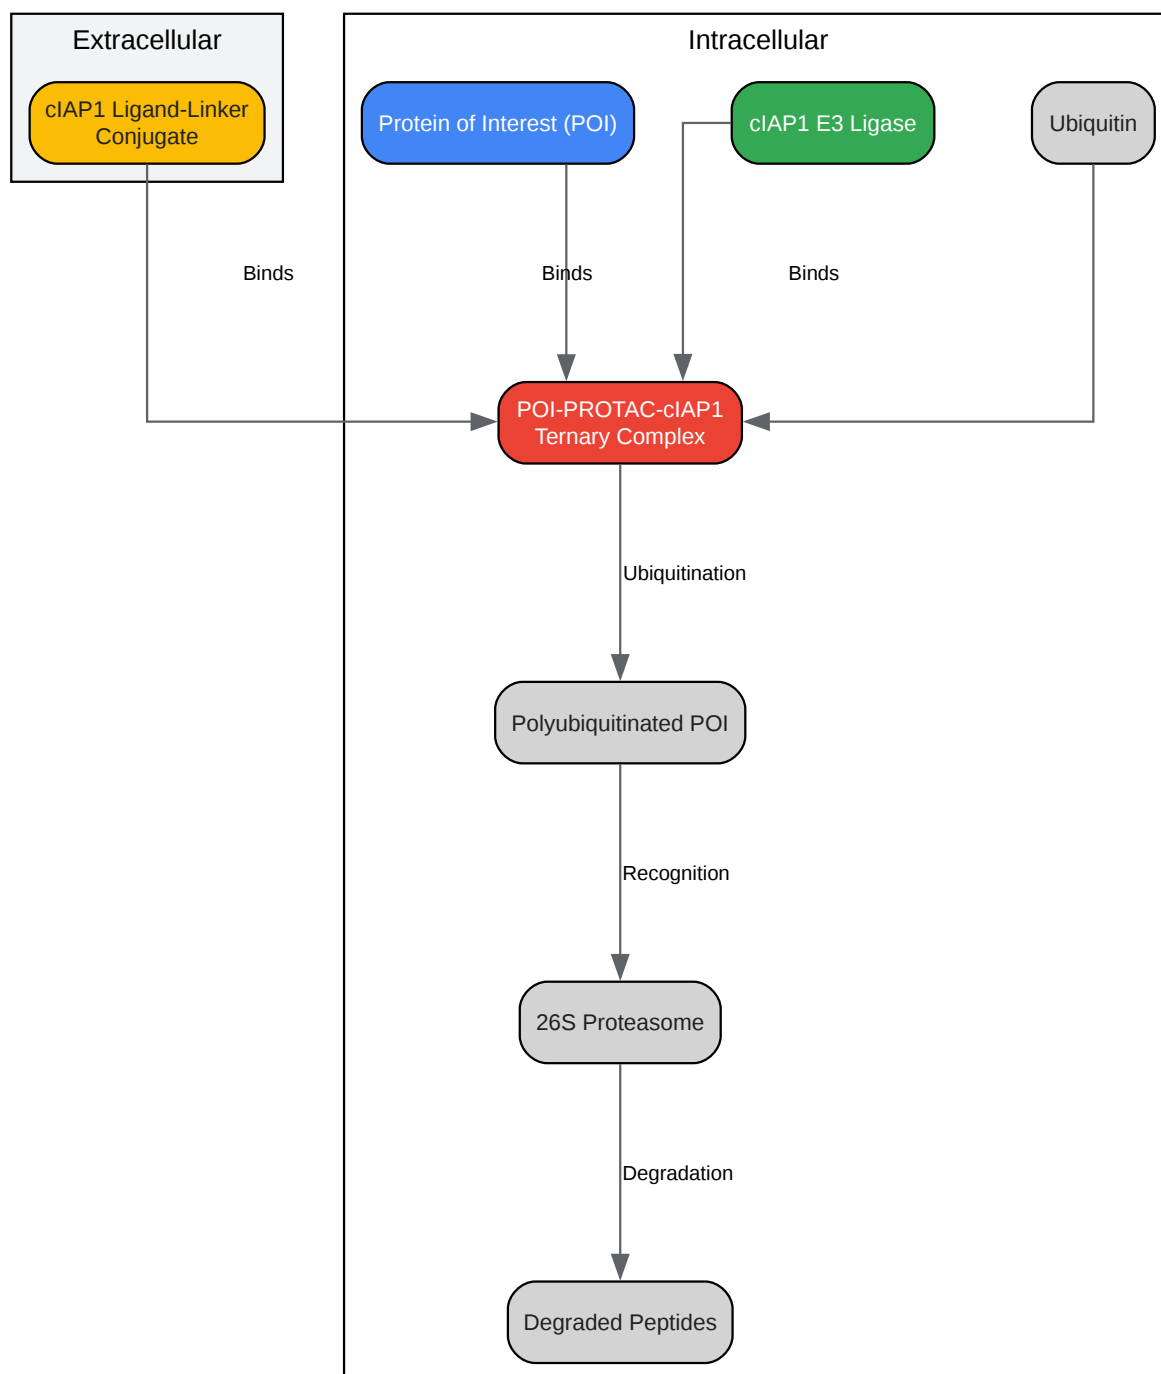 Extracellular
Intracellular
cIAP1 Ligand-Linker
Conjugate
Protein of Interest (POI)
cIAP1 E3 Ligase
Ubiquitin
Binds
Binds
Binds
POI-PROTAC-cIAP1
Ternary Complex
Ubiquitination
Polyubiquitinated POI
Recognition
26S Proteasome
Degradation
Degraded Peptides